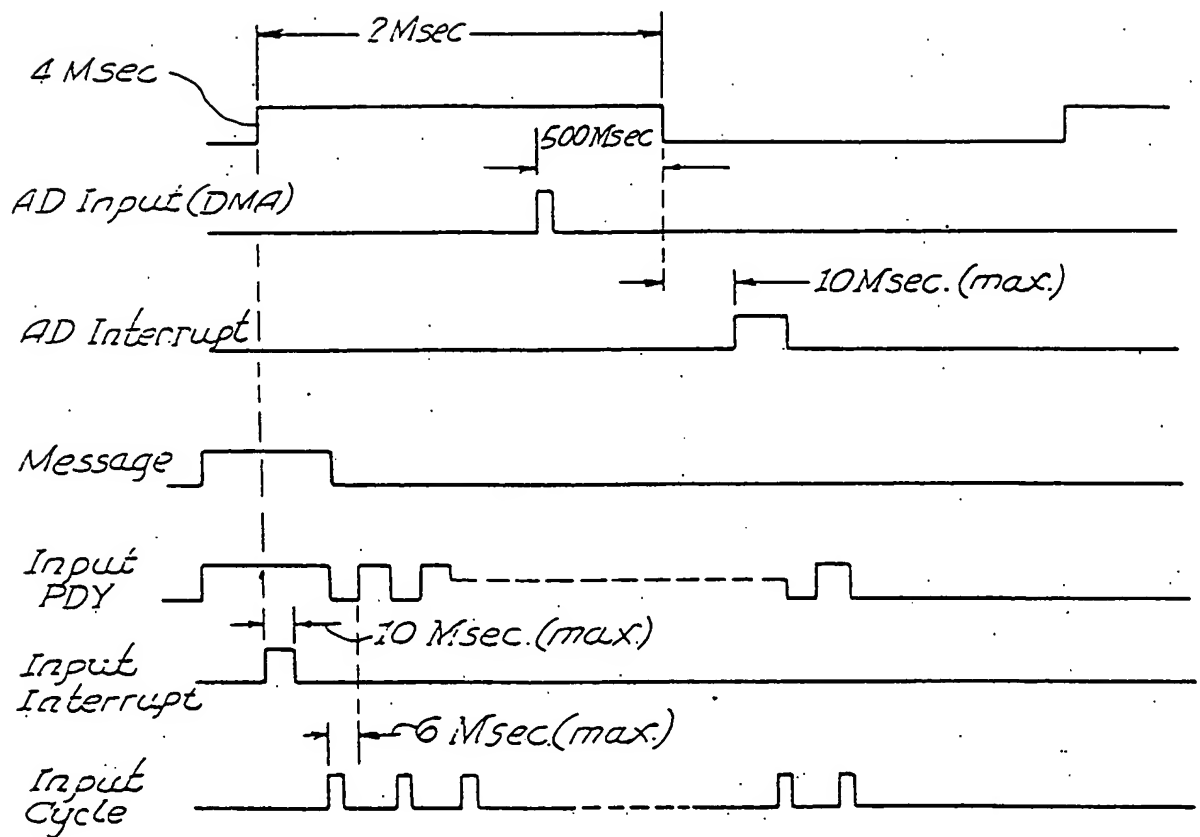 2 Msec
4 Msec
500 Msec
AD Input (DMA)
10 Msec. (max.)
AD Interrupt
Message
Input
PDY
10 Msec. (max.)
Input
Interrupt
6 Msec. (max.)
Input
Cycle